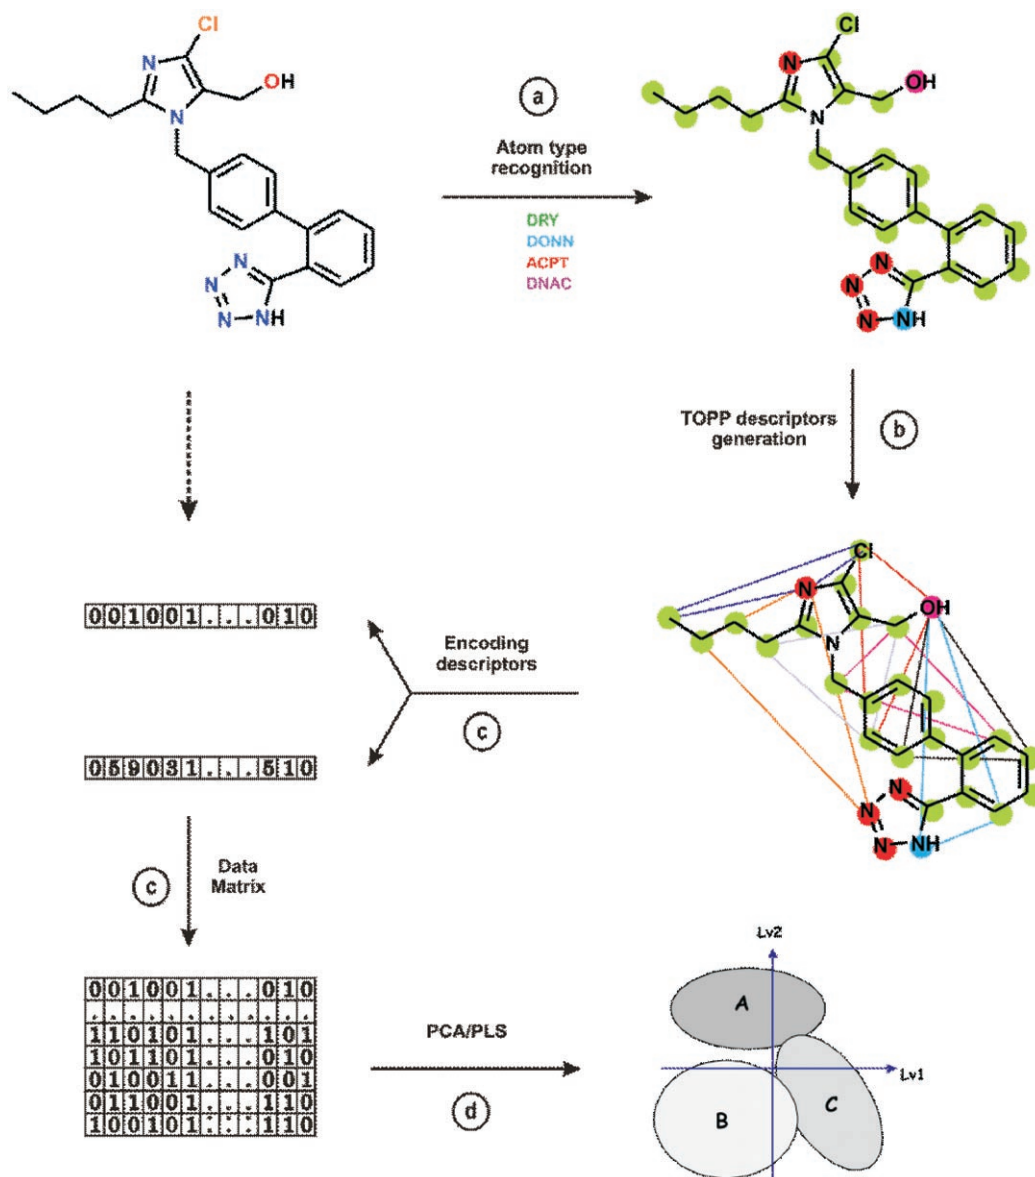 Cl
N
OH
N
N
N
N
NH
N
a
Atom type
recognition
DRY
DONN
ACPT
DNAC
Cl
N
OH
N
N
N
N
NH
TOPP descriptors
generation
b
Cl
N
OH
N
N
N
N
NH
Encoding
descriptors
c
001001...010
059031...510
c
Data
Matrix
001001...010
............
110101...101
101101...010
010011...001
011001...110
100101...110
PCA/PLS
d
Lv2
A
Lv1
B
C